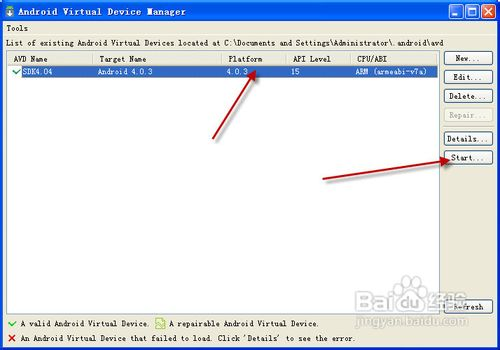 Android Virtual Device Manager
Tools
List of existing Android Virtual Devices located at C:\Documents and Settings\Administrator\.android\avd
AVD Name Target Name Platform API Level CPU/ABI
SDK4.04 Android 4.0.3 4.0.3 15 ARM (armeabi-v7a)
New...
Edit...
Delete...
Repair...
Details...
Start...
Refresh
A valid Android Virtual Device. A repairable Android Virtual Device.
An Android Virtual Device that failed to load. Click 'Details' to see the error.
Baidu 经验
jingyan.baidu.com